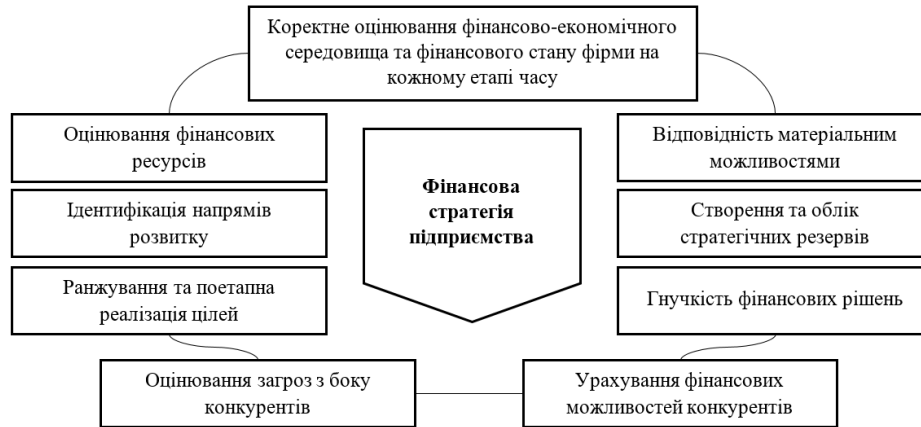 Коректне оцінювання фінансово-економічного
середовища та фінансового стану фірми на
кожному етапі часу
Оцінювання фінансових
ресурсів
Ідентифікація напрямів
розвитку
Ранжування та поетапна
реалізація цілей
Фінансова
стратегія
підприємства
Відповідність матеріальним
можливостями
Створення та облік
стратегічних резервів
Гнучкість фінансових рішень
Оцінювання загроз з боку
конкурентів
Урахування фінансових
можливостей конкурентів